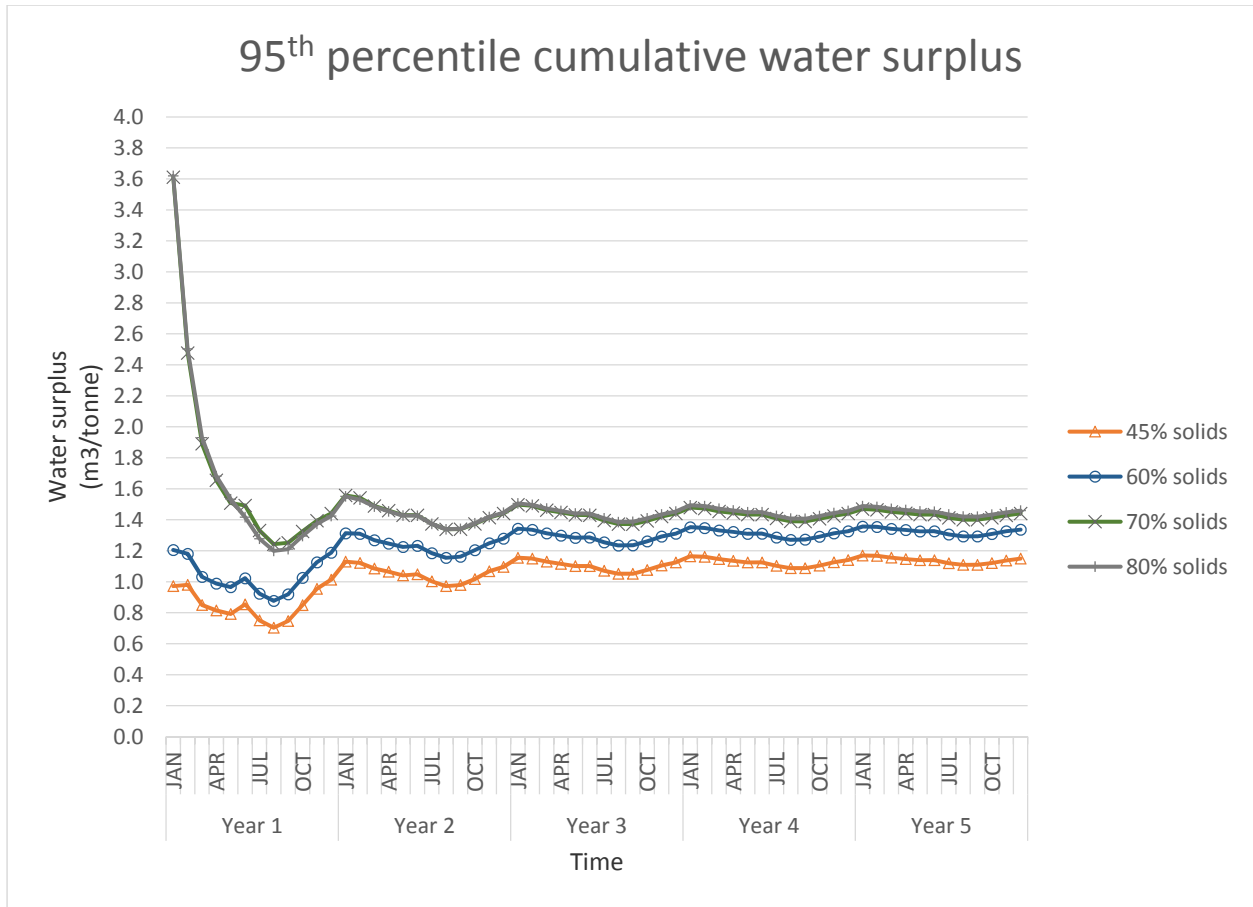 95th percentile cumulative water surplus
4.0
3.8
3.6
3.4
3.2
3.0
2.8
2.6
2.4
2.2
2.0
1.8
1.6
1.4
1.2
1.0
0.8
0.6
0.4
0.2
0.0
Water surplus
(m3/tonne)
JAN APR JUL OCT JAN APR JUL OCT JAN APR JUL OCT JAN APR JUL OCT JAN APR JUL OCT
Year 1 Year 2 Year 3 Year 4 Year 5
Time
45% solids
60% solids
70% solids
80% solids